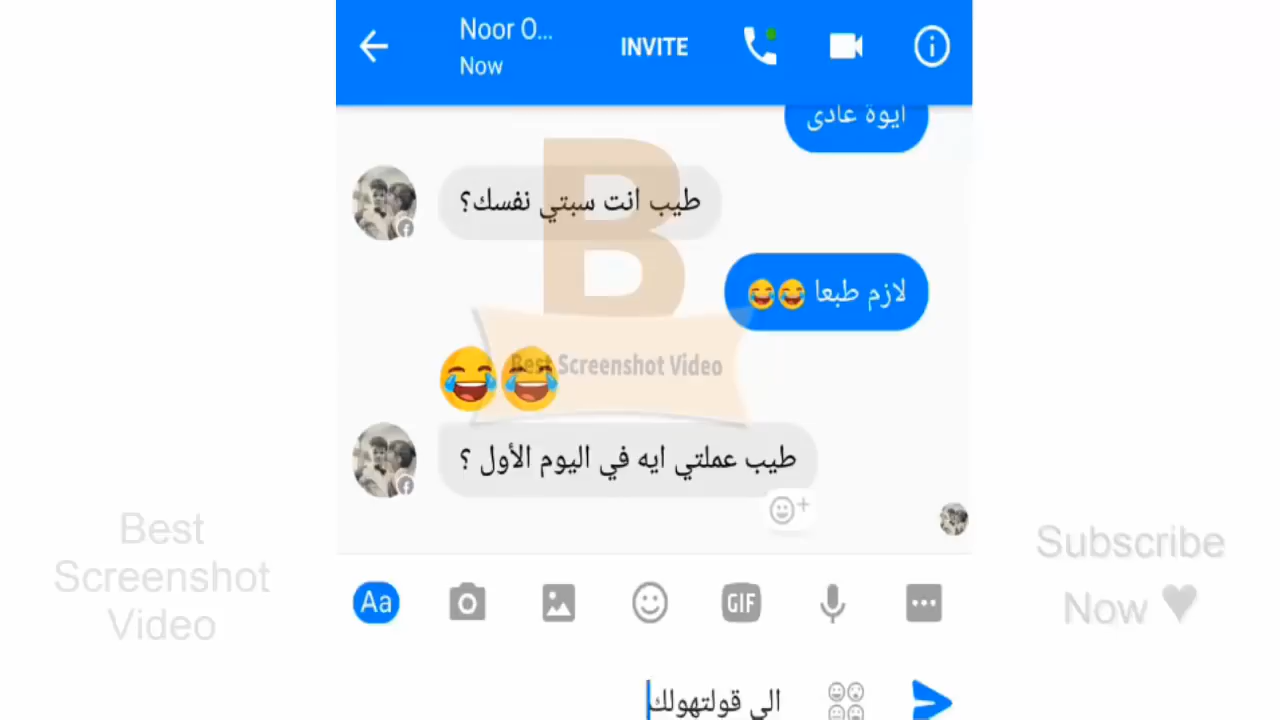 Noor O...
Now
INVITE
ايوة عادى
طيب انت سبتي نفسك؟
لازم طبعا 😂😂
😂😂
طيب عملتي ايه في اليوم الأول ؟
B
Best Screenshot Video
Best
Screenshot
Video
Subscribe
Now ♥
Aa
GIF
الي قولتهولك